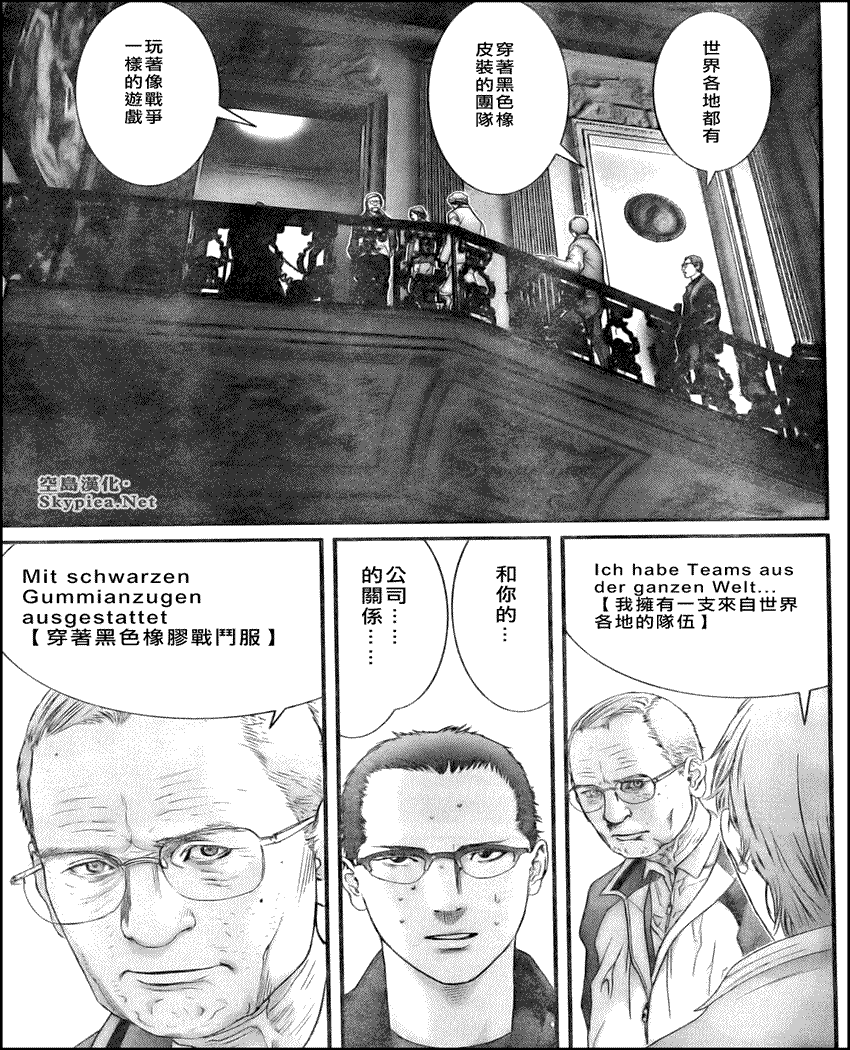 世界各地都有
穿著黑色橡
皮裝的團隊
玩著像戰爭
一樣的遊戲
空島漢化·
Skypiea.Net
Ich habe Teams aus
der ganzen Welt...
【我擁有一支來自世界
各地的隊伍】
和你的…
公司……
的關係……
Mit schwarzen
Gummianzugen
ausgestattet
【穿著黑色橡膠戰鬥服】